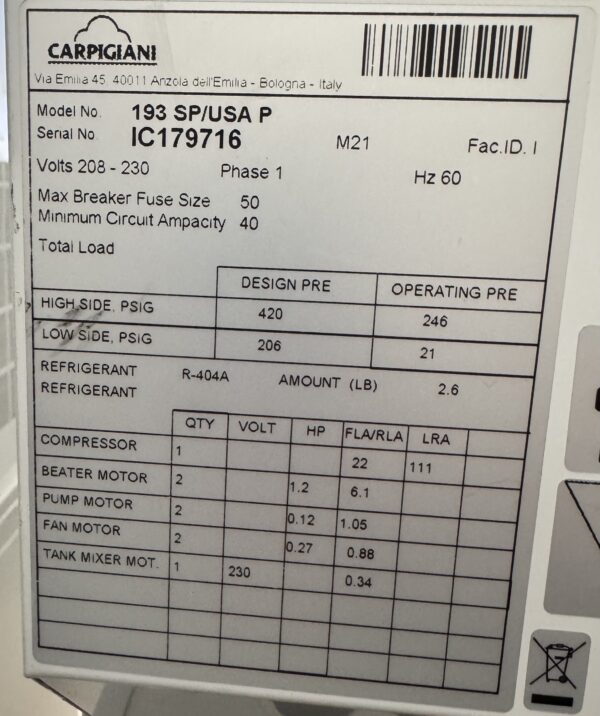 CARPIGIANI
Via Emilia 45, 40011 Anzola dell'Emilia - Bologna - Italy
Model No. 193 SP/USA P
Serial No IC179716 M21 Fac.ID. I
Volts 208 - 230 Phase 1 Hz 60
Max Breaker Fuse Size 50
Minimum Circuit Ampacity 40
Total Load
DESIGN PRE OPERATING PRE
HIGH SIDE, PSIG 420 246
LOW SIDE, PSIG 206 21
REFRIGERANT R-404A AMOUNT (LB) 2.6
REFRIGERANT
QTY VOLT HP FLA/RLA LRA
COMPRESSOR 1 22 111
BEATER MOTOR 2 1.2 6.1
PUMP MOTOR 2 0.12 1.05
FAN MOTOR 2 0.27 0.88
TANK MIXER MOT. 1 230 0.34